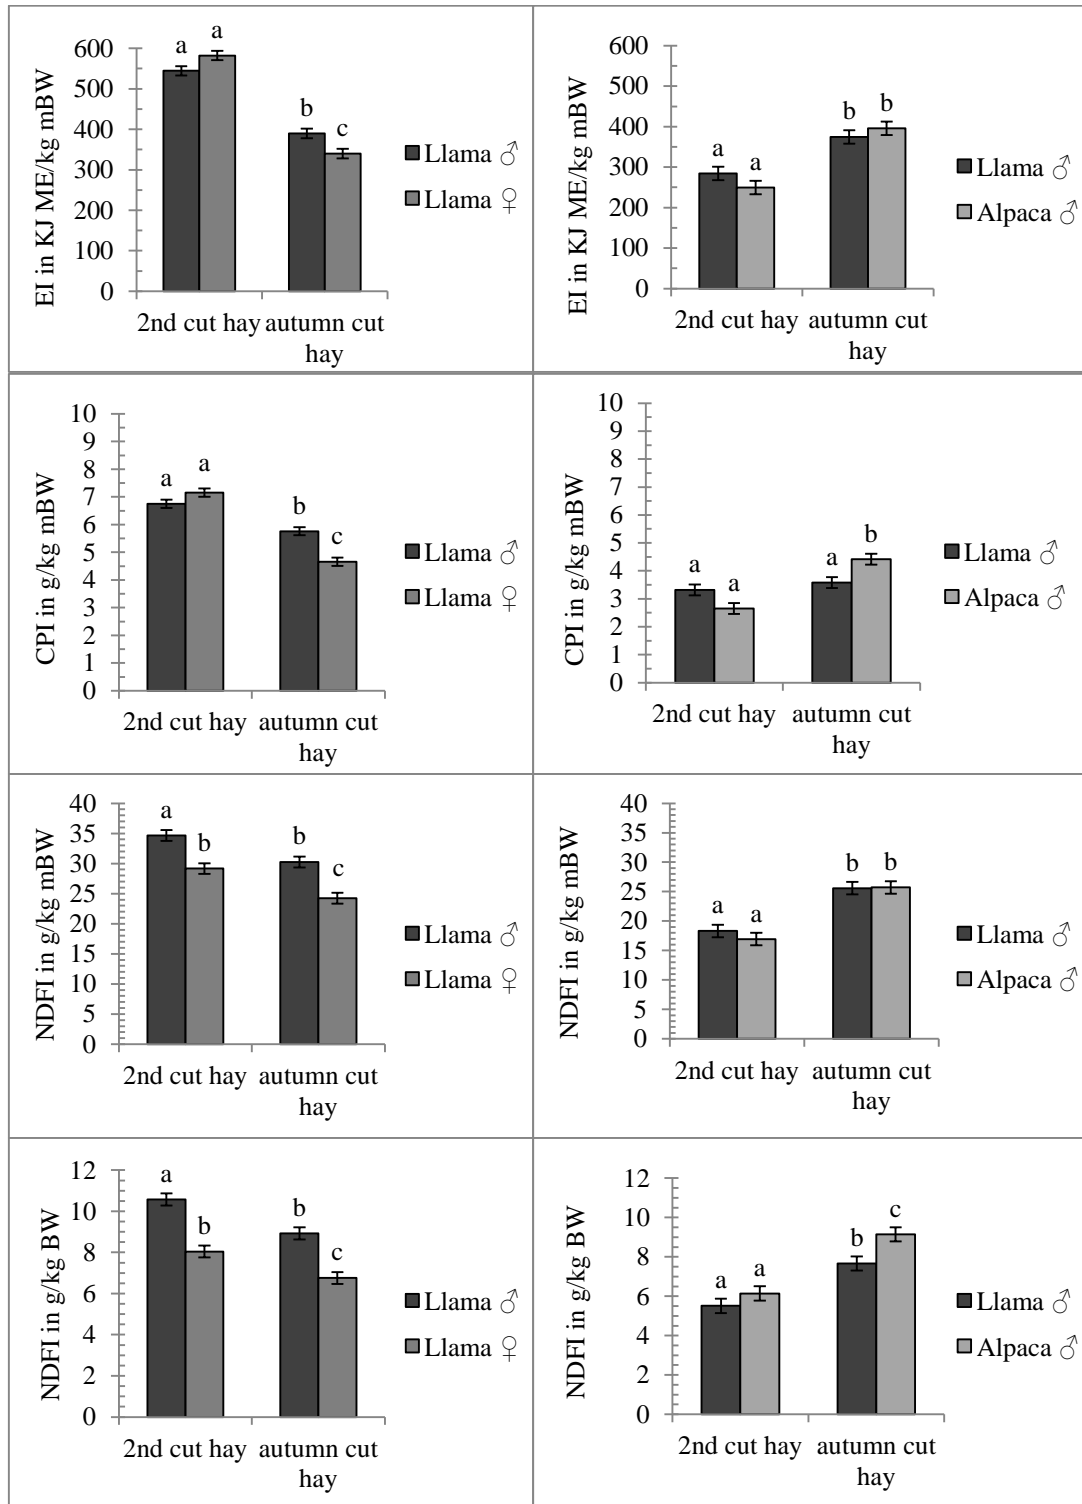 EI in KJ ME/kg mBW
600
500
400
300
200
100
0
a
a
b
c
2nd cut hay
autumn cut
hay
Llama ♂
Llama ♀
EI in KJ ME/kg mBW
600
500
400
300
200
100
0
a
a
b
b
2nd cut hay
autumn cut
hay
Llama ♂
Alpaca ♂
CPI in g/kg mBW
10
9
8
7
6
5
4
3
2
1
0
a
a
b
c
2nd cut hay
autumn cut
hay
Llama ♂
Llama ♀
CPI in g/kg mBW
10
9
8
7
6
5
4
3
2
1
0
a
a
a
b
2nd cut hay
autumn cut
hay
Llama ♂
Alpaca ♂
NDFI in g/kg mBW
40
35
30
25
20
15
10
5
0
a
b
b
c
2nd cut hay
autumn cut
hay
Llama ♂
Llama ♀
NDFI in g/kg mBW
40
35
30
25
20
15
10
5
0
a
a
b
b
2nd cut hay
autumn cut
hay
Llama ♂
Alpaca ♂
NDFI in g/kg BW
12
10
8
6
4
2
0
a
b
b
c
2nd cut hay
autumn cut
hay
Llama ♂
Llama ♀
NDFI in g/kg BW
12
10
8
6
4
2
0
a
a
b
c
2nd cut hay
autumn cut
hay
Llama ♂
Alpaca ♂